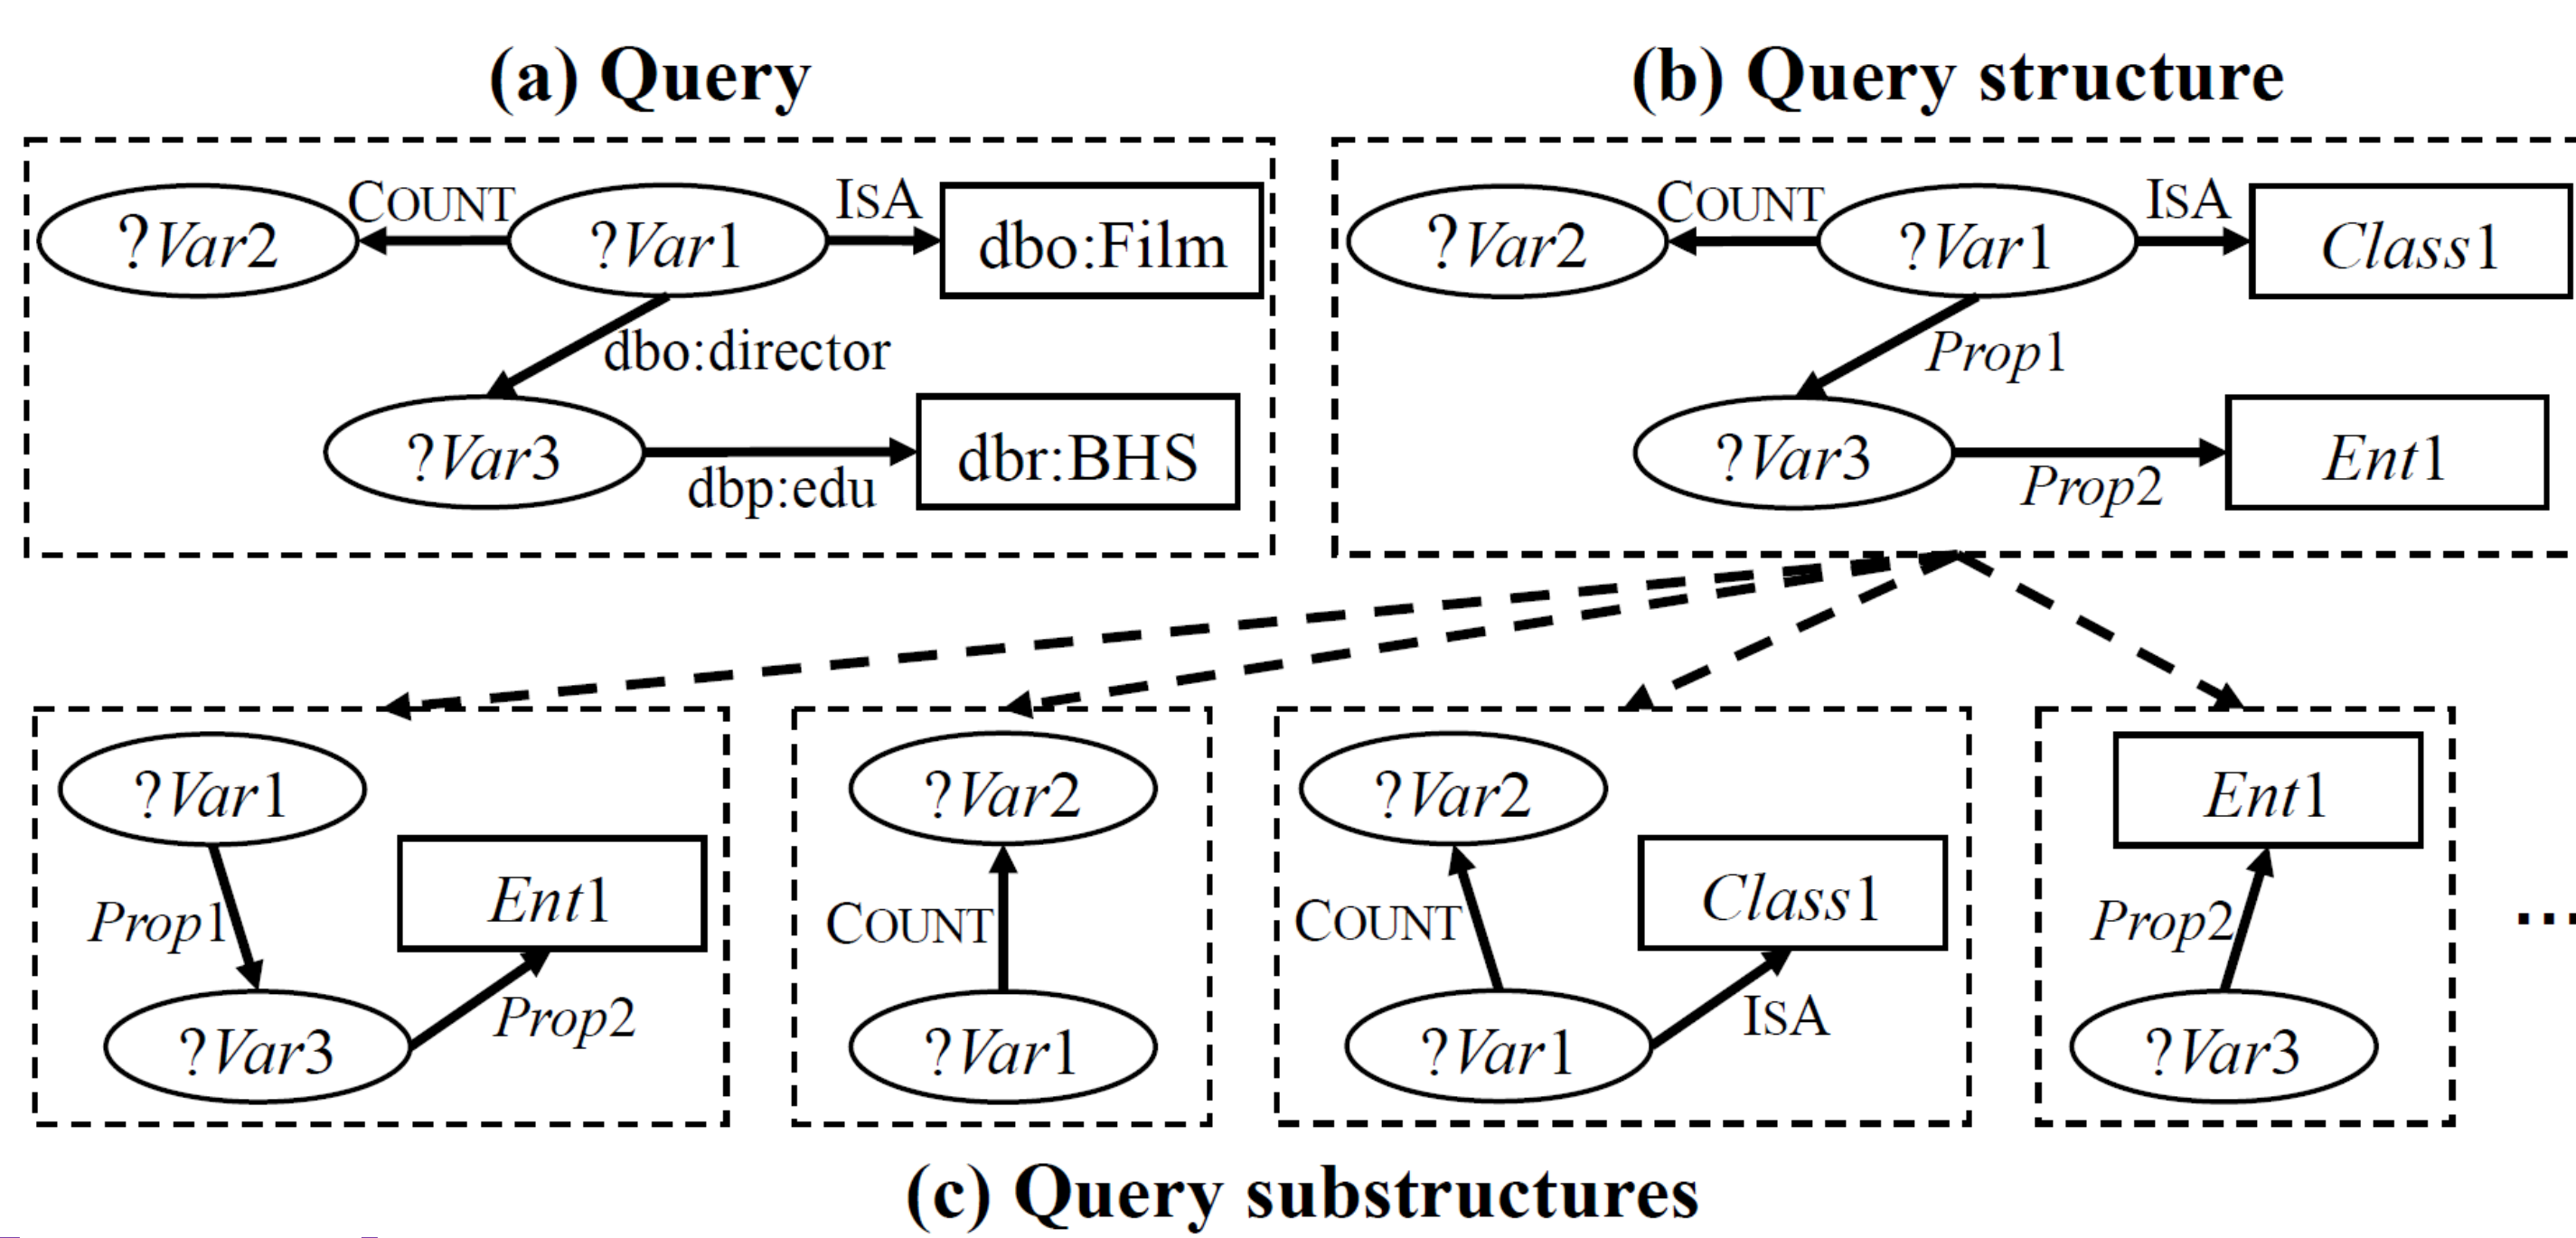 (a) Query
(b) Query structure
?Var2
COUNT
?Var1
ISA
dbo:Film
dbo:director
?Var3
dbp:edu
dbr:BHS
?Var2
COUNT
?Var1
ISA
Class1
Prop1
?Var3
Prop2
Ent1
?Var1
Prop1
Ent1
?Var3
Prop2
?Var2
COUNT
?Var1
?Var2
COUNT
Class1
?Var1
ISA
Ent1
Prop2
?Var3
...
(c) Query substructures